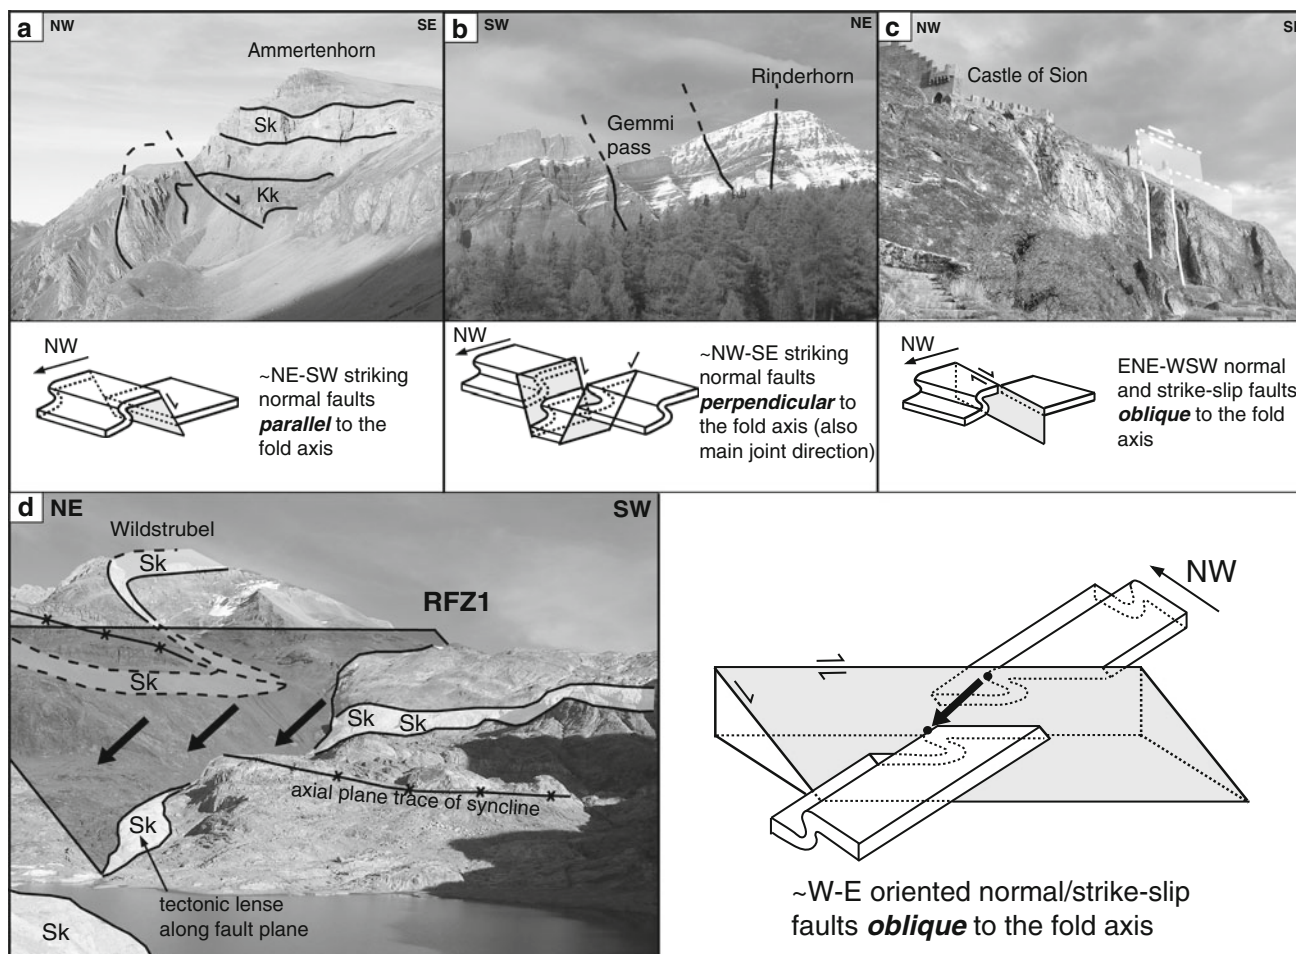 a NW SE
Ammertenhorn
Sk
Kk
b SW NE
Rinderhorn
Gemmi
pass
c NW
Castle of Sion
NW
~NE-SW striking
normal faults
parallel to the
fold axis
NW
~NW-SE striking
normal faults
perpendicular to
the fold axis (also
main joint direction)
NW
ENE-WSW normal
and strike-slip faults
oblique to the fold
axis
d NE SW
Wildstrubel
Sk
RFZ1
Sk
Sk Sk
axial plane trace of syncline
Sk
tectonic lense
along fault plane
Sk
NW
~W-E oriented normal/strike-slip
faults oblique to the fold axis